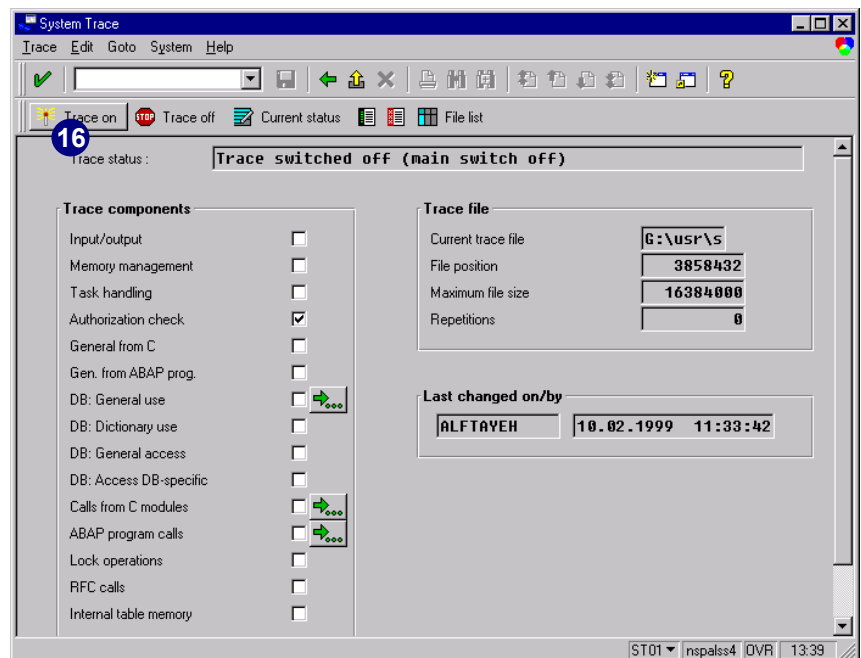 System Trace
Trace Edit Goto System Help
Trace on STOP Trace off Current status File list
16
Trace status : Trace switched off (main switch off)
Trace components
Input/output
Memory management
Task handling
Authorization check
General from C
Gen. from ABAP prog.
DB: General use
DB: Dictionary use
DB: General access
DB: Access DB-specific
Calls from C modules
ABAP program calls
Lock operations
RFC calls
Internal table memory
Trace file
Current trace file G:\usr\s
File position 3858432
Maximum file size 16384000
Repetitions 0
Last changed on/by
ALFTAYEH 10.02.1999 11:33:42
ST01 nspalss4 OVR 13:39